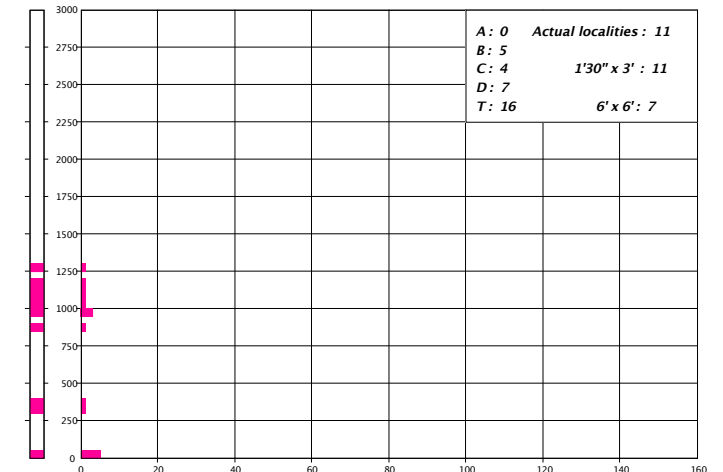 3000
A : 0 Actual localities : 11
2750
B : 5
C : 4 1'30" x 3' : 11
2500
D : 7
T : 16 6' x 6' : 7
2250
2000
1750
1500
1250
1000
750
500
250
0
0 20 40 60 80 100 120 140 160